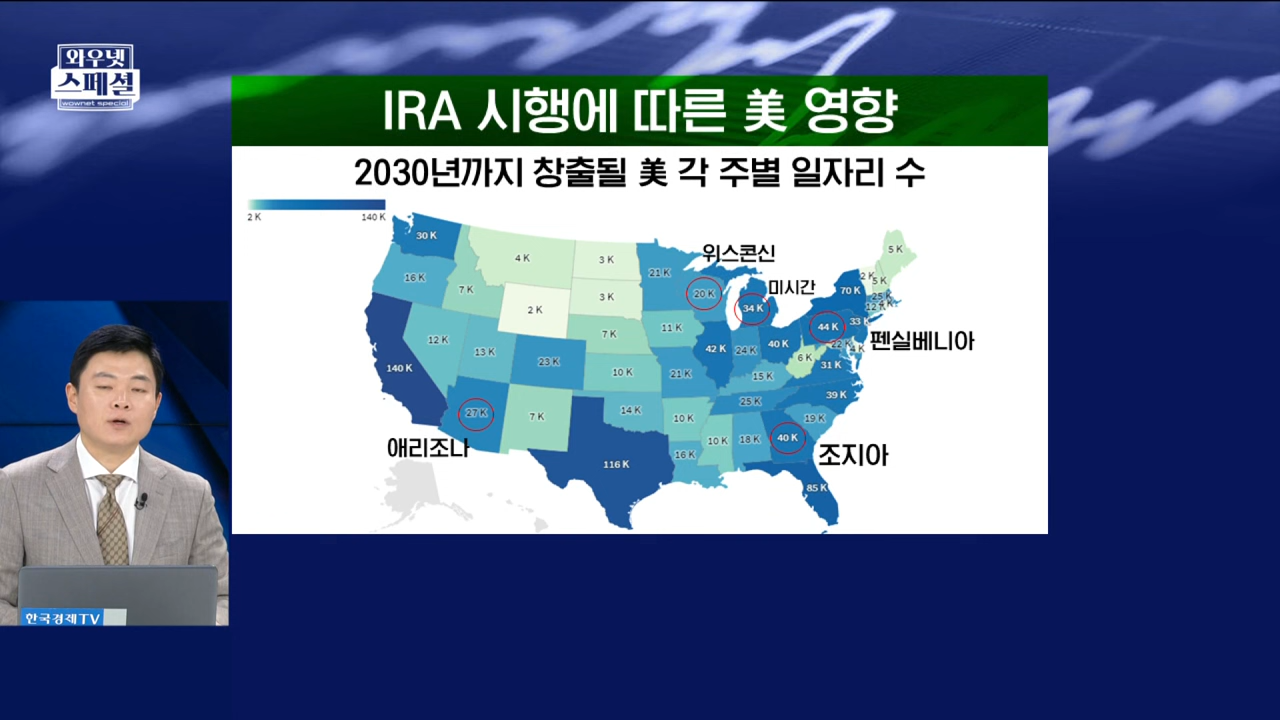 와우넷
스페셜
wownet special
IRA 시행에 따른 美 영향
2030년까지 창출될 美 각 주별 일자리 수
2 K
140 K
30 K
4 K
3 K
5 K
위스콘신
21 K
16 K
7 K
20 K
미시간
2 K
5 K
70 K
3 K
2 K
34 K
25 K
12 K
44 K
33 K
11 K
7 K
12 K
13 K
42 K
24 K
40 K
22 K
펜실베니아
23 K
6 K
31 K
140 K
10 K
21 K
15 K
25 K
39 K
27 K
7 K
14 K
10 K
19 K
10 K
18 K
40 K
애리조나
16 K
조지아
116 K
85 K
한국경제TV